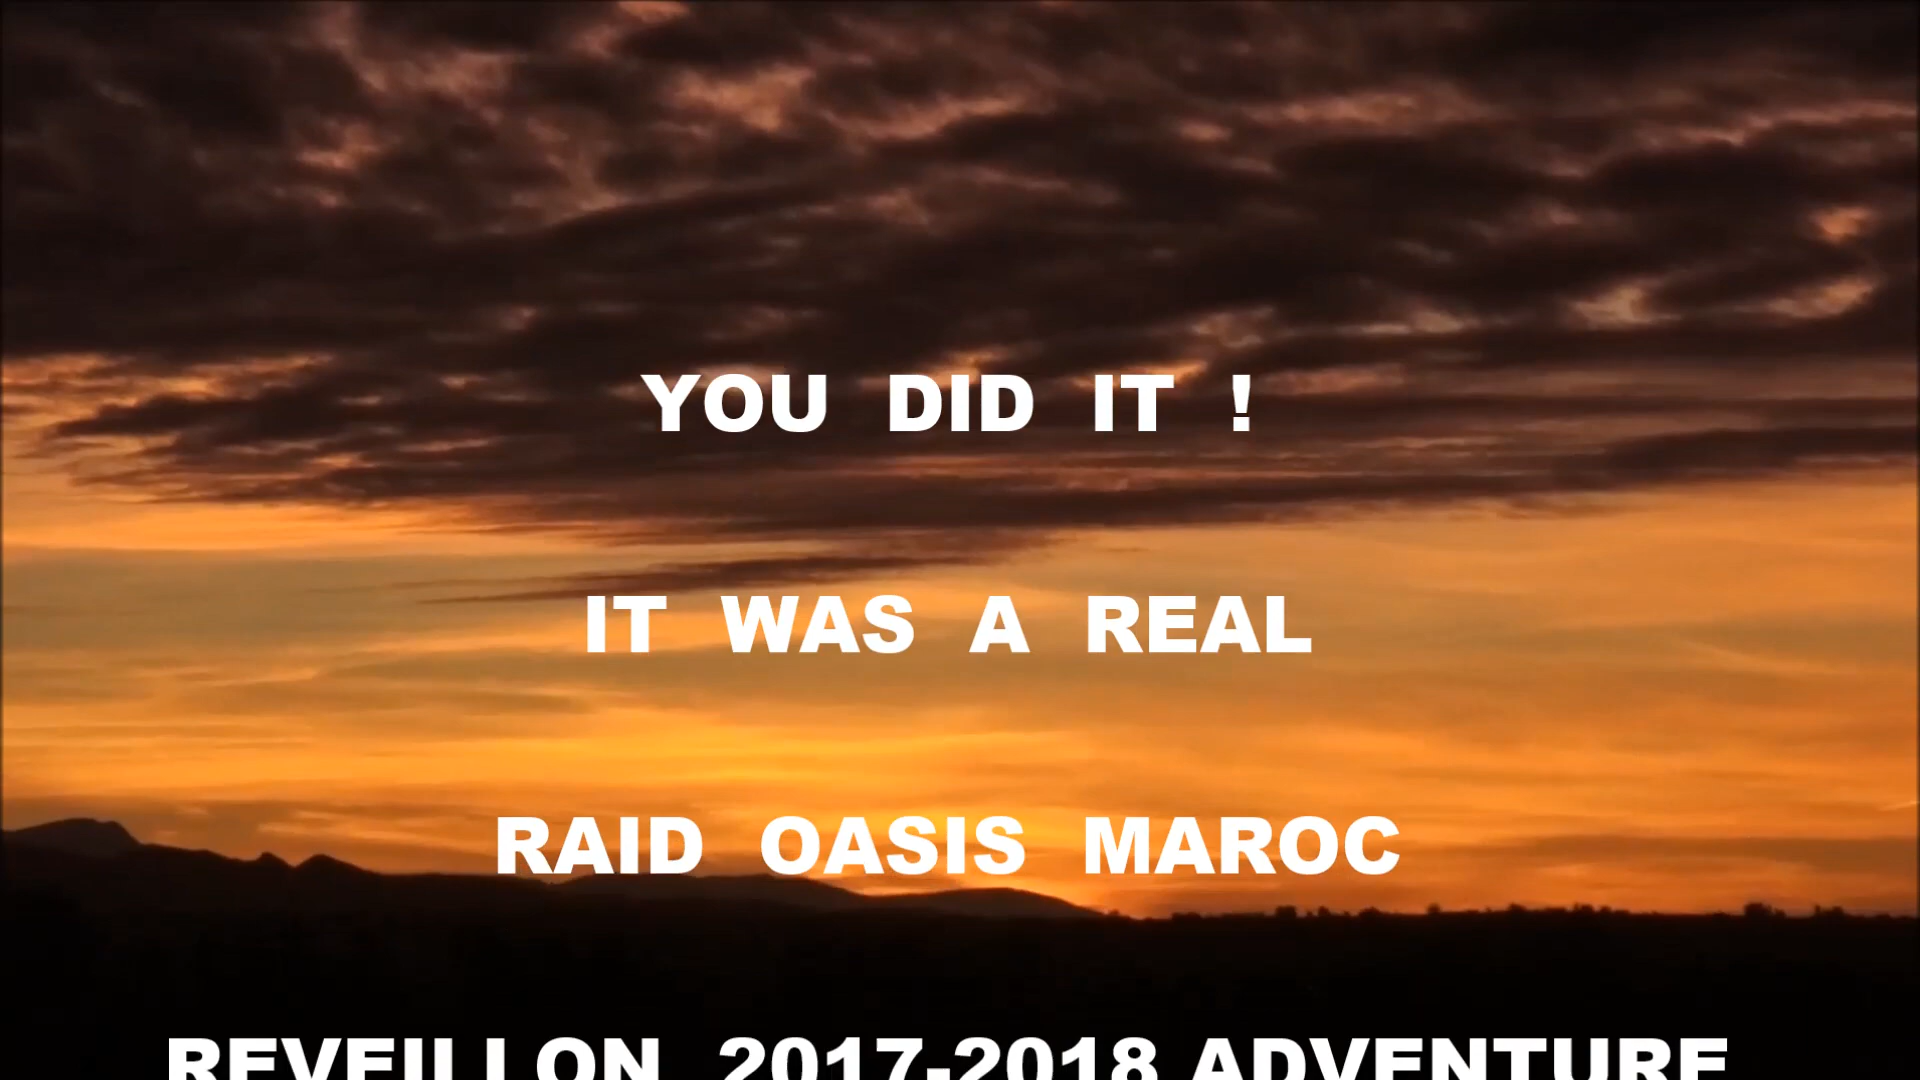 YOU DID IT !
IT WAS A REAL
RAID OASIS MAROC
REVEILLON 2017-2018 ADVENTURE